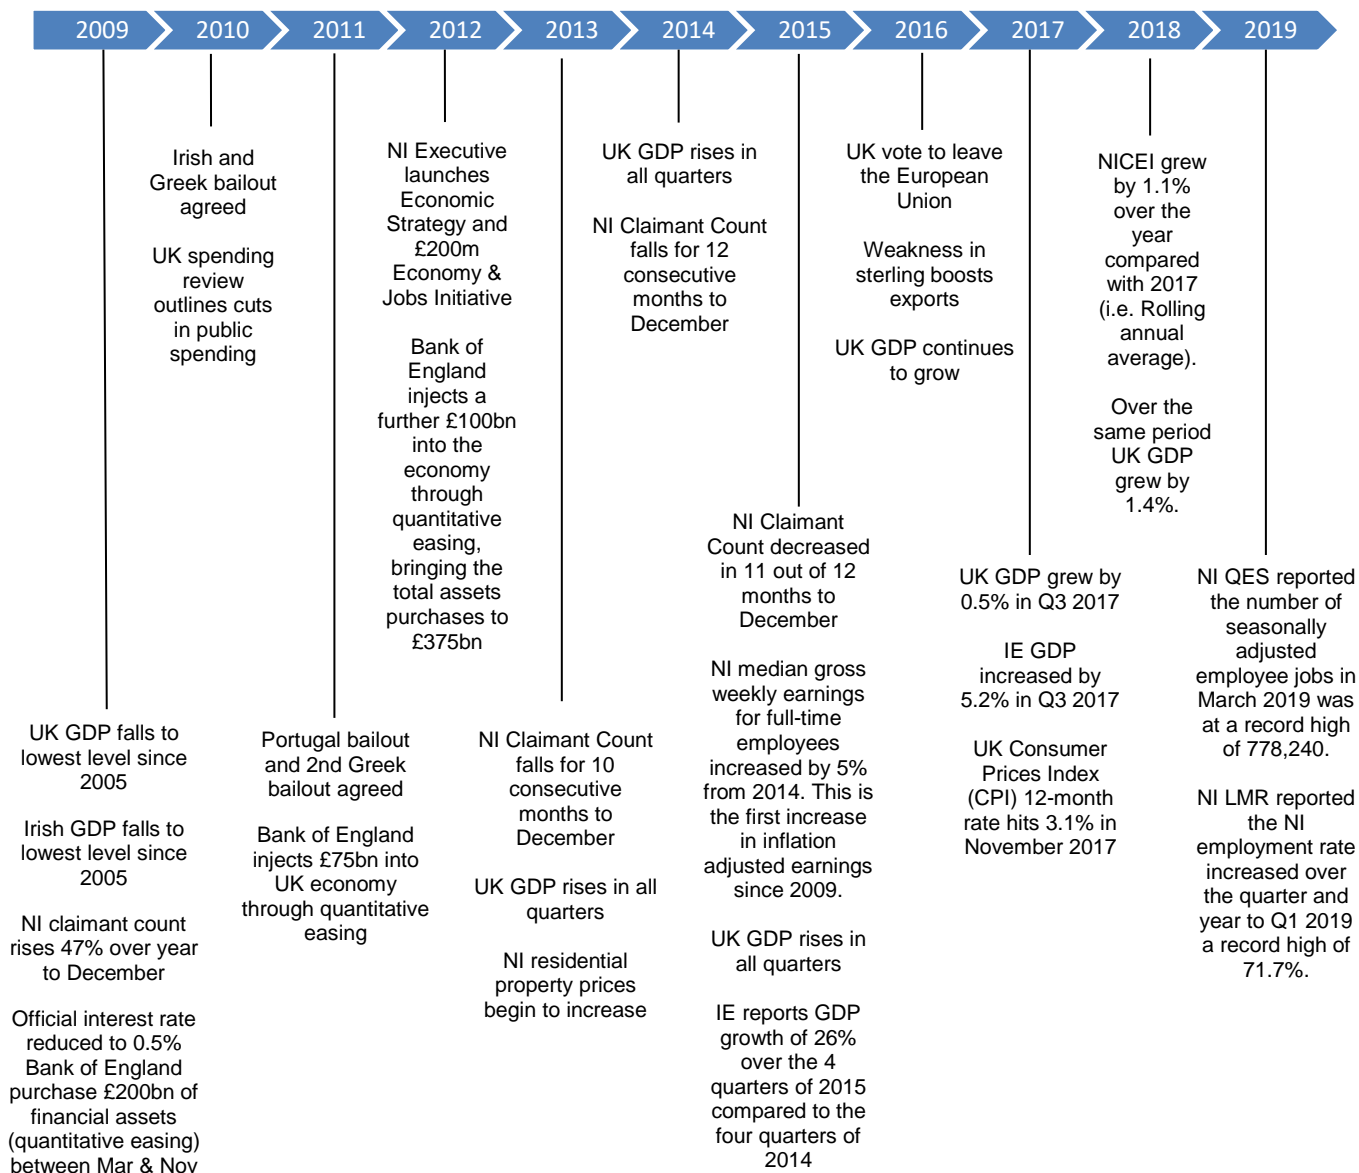 2009
2010
2011
2012
2013
2014
2015
2016
2017
2018
2019
UK GDP falls to
lowest level since
2005
Irish GDP falls to
lowest level since
2005
NI claimant count
rises 47% over year
to December
Official interest rate
reduced to 0.5%
Bank of England
purchase £200bn of
financial assets
(quantitative easing)
between Mar & Nov
Irish and
Greek bailout
agreed
UK spending
review
outlines cuts
in public
spending
Portugal bailout
and 2nd Greek
bailout agreed
Bank of England
injects £75bn into
UK economy
through quantitative
easing
NI Executive
launches
Economic
Strategy and
£200m
Economy &
Jobs Initiative
Bank of
England
injects a
further £100bn
into the
economy
through
quantitative
easing,
bringing the
total assets
purchases to
£375bn
NI Claimant Count
falls for 10
consecutive
months to
December
UK GDP rises in all
quarters
NI residential
property prices
begin to increase
UK GDP rises in
all quarters
NI Claimant Count
falls for 12
consecutive
months to
December
NI Claimant
Count decreased
in 11 out of 12
months to
December
NI median gross
weekly earnings
for full-time
employees
increased by 5%
from 2014. This is
the first increase
in inflation
adjusted earnings
since 2009.
UK GDP rises in
all quarters
IE reports GDP
growth of 26%
over the 4
quarters of 2015
compared to the
four quarters of
2014
UK vote to leave
the European
Union
Weakness in
sterling boosts
exports
UK GDP continues
to grow
UK GDP grew by
0.5% in Q3 2017
IE GDP
increased by
5.2% in Q3 2017
UK Consumer
Prices Index
(CPI) 12-month
rate hits 3.1% in
November 2017
NICEI grew
by 1.1%
over the
year
compared
with 2017
(i.e. Rolling
annual
average).
Over the
same period
UK GDP
grew by
1.4%.
NI QES reported
the number of
seasonally
adjusted
employee jobs in
March 2019 was
at a record high
of 778,240.
NI LMR reported
the NI
employment rate
increased over
the quarter and
year to Q1 2019
a record high of
71.7%.